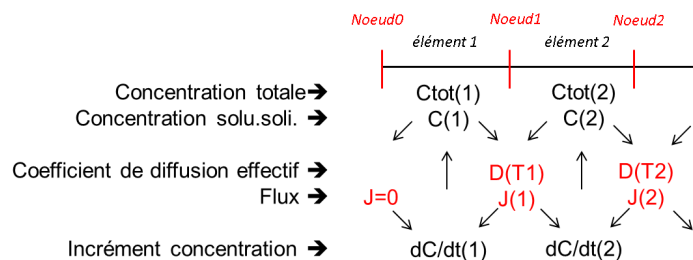 Noeud0 Noeud1 Noeud2
élément 1 élément 2
Concentration totale➔ Ctot(1) Ctot(2)
Concentration solu.soli. ➔ C(1) C(2)
Coefficient de diffusion effectif ➔ D(T1) D(T2)
Flux ➔ J=0 J(1) J(2)
Incrément concentration ➔ dC/dt(1) dC/dt(2)